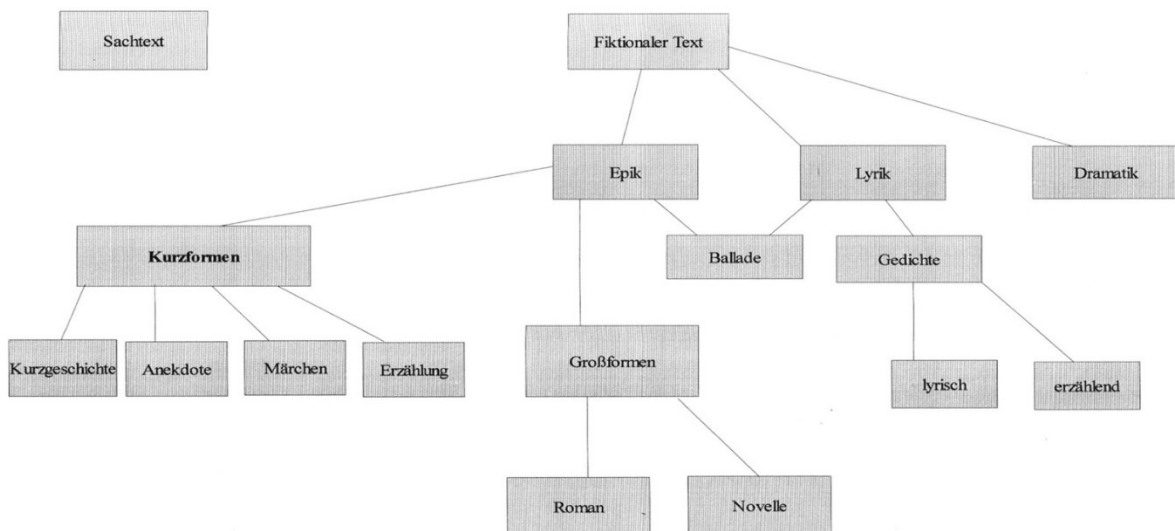 Sachtext
Fiktionaler Text
Epik
Lyrik
Dramatik
Kurzformen
Ballade
Gedichte
Kurzgeschichte
Anekdote
Märchen
Erzählung
Großformen
lyrisch
erzählend
Roman
Novelle